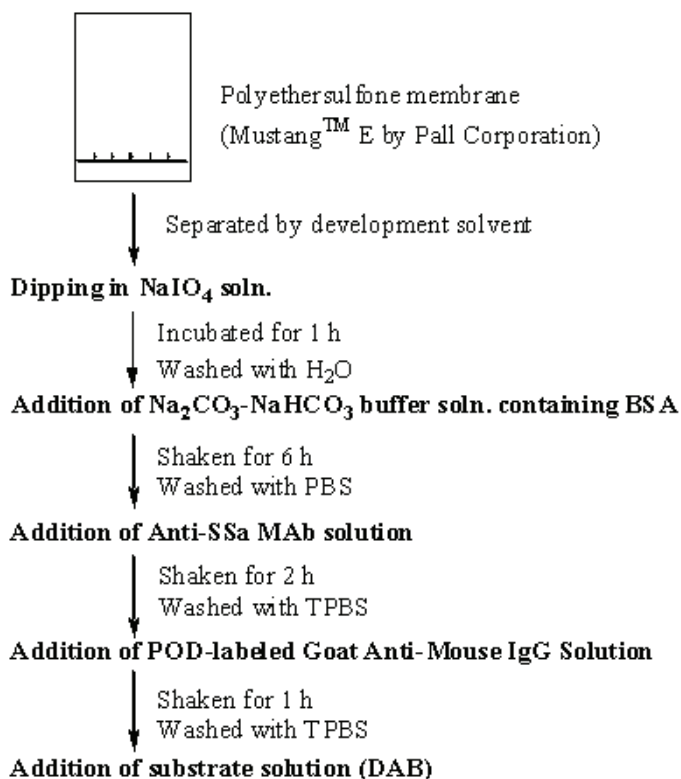 Polyethersulfone membrane
(Mustang™ E by Pall Corporation)
Separated by development solvent
Dipping in NaIO₄ soln.
Incubated for 1 h
Washed with H₂O
Addition of Na₂CO₃-NaHCO₃ buffer soln. containing BSA
Shaken for 6 h
Washed with PBS
Addition of Anti-SSa MAb solution
Shaken for 2 h
Washed with TPBS
Addition of POD-labeled Goat Anti-Mouse IgG Solution
Shaken for 1 h
Washed with TPBS
Addition of substrate solution (DAB)